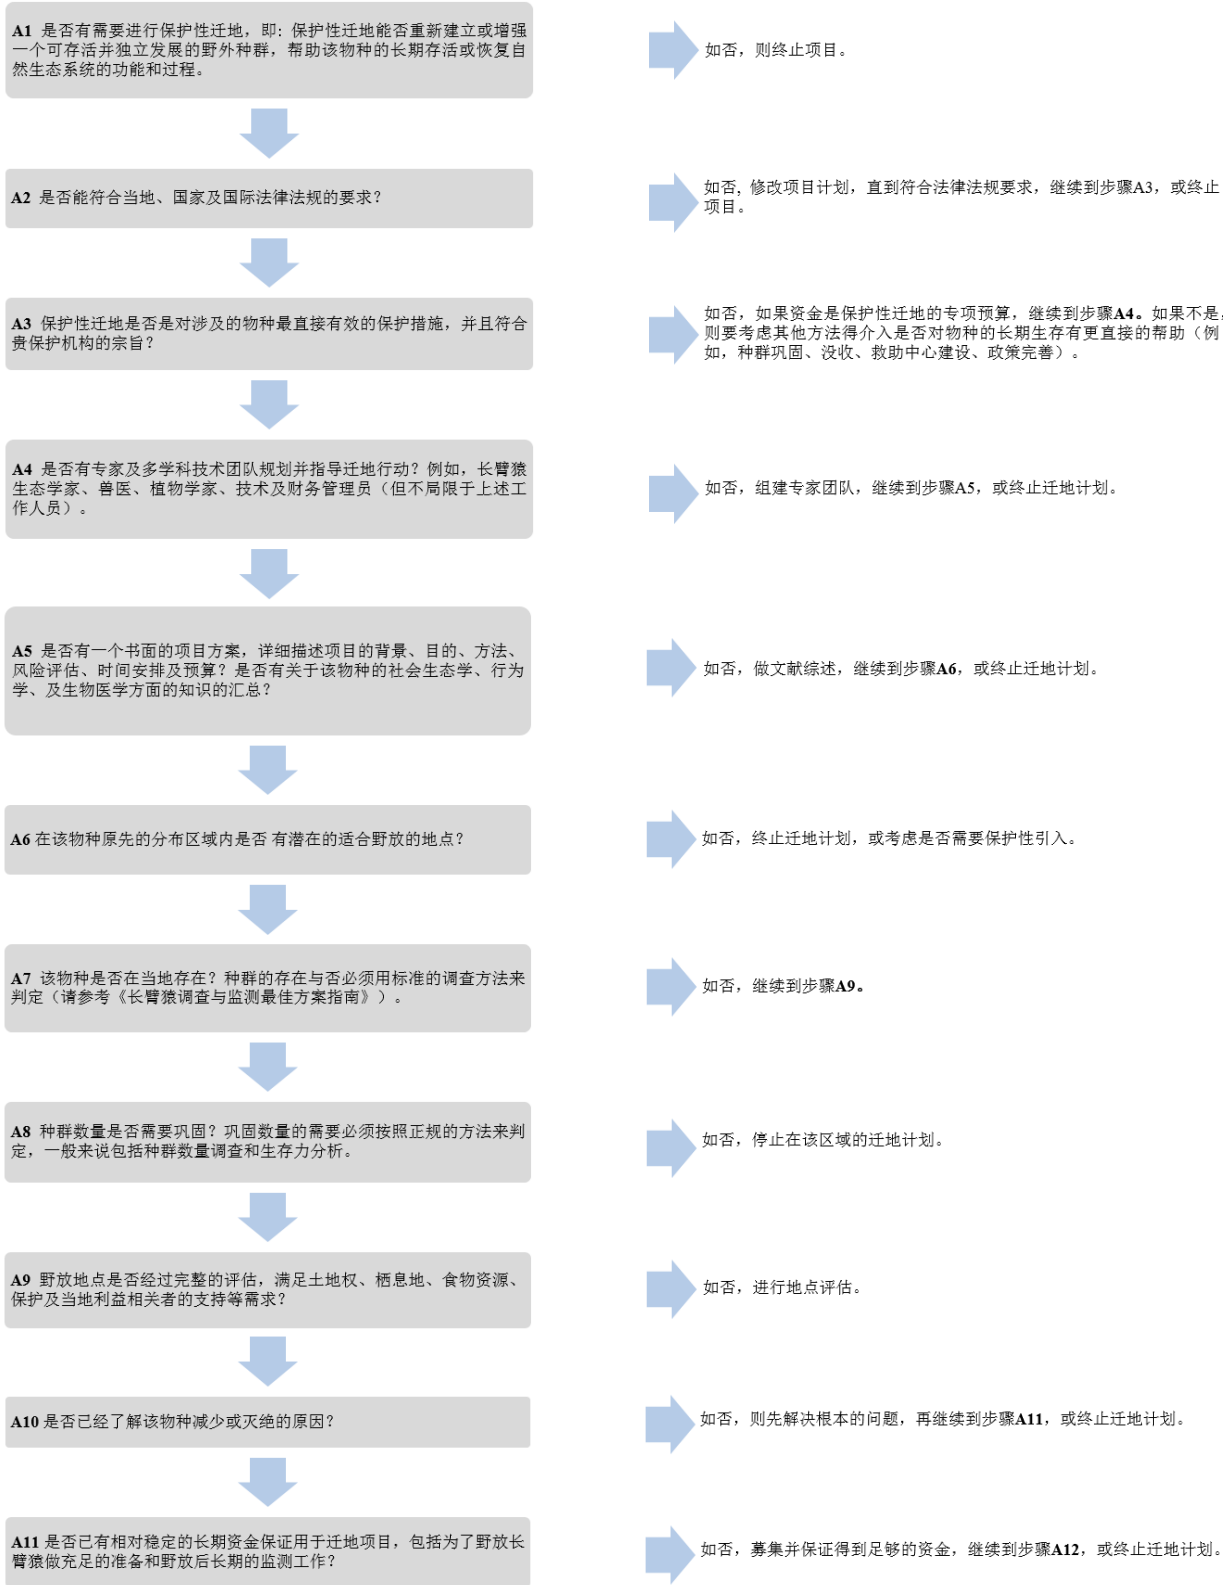 A1 是否有需要进行保护性迁地，即: 保护性迁地能否重新建立或增强
一个可存活并独立发展的野外种群，帮助该物种的长期存活或恢复自
然生态系统的功能和过程。
如否，则终止项目。
A2 是否能符合当地、国家及国际法律法规的要求？
如否, 修改项目计划，直到符合法律法规要求，继续到步骤A3，或终止
项目。
A3 保护性迁地是否是对涉及的物种最直接有效的保护措施，并且符合
贵保护机构的宗旨？
如否，如果资金是保护性迁地的专项预算，继续到步骤A4。如果不是，
则要考虑其他方法得介入是否对物种的长期生存有更直接的帮助（例
如，种群巩固、没收、救助中心建设、政策完善）。
A4 是否有专家及多学科技术团队规划并指导迁地行动？例如，长臂猿
生态学家、兽医、植物学家、技术及财务管理员（但不局限于上述工
作人员）。
如否，组建专家团队，继续到步骤A5，或终止迁地计划。
A5 是否有一个书面的项目方案，详细描述项目的背景、目的、方法、
风险评估、时间安排及预算？是否有关于该物种的社会生态学、行为
学、及生物医学方面的知识的汇总？
如否，做文献综述，继续到步骤A6，或终止迁地计划。
A6 在该物种原先的分布区域内是否 有潜在的适合野放的地点？
如否，终止迁地计划，或考虑是否需要保护性引入。
A7 该物种是否在当地存在？种群的存在与否必须用标准的调查方法来
判定（请参考《长臂猿调查与监测最佳方案指南》）。
如否，继续到步骤A9。
A8 种群数量是否需要巩固？巩固数量的需要必须按照正规的方法来判
定，一般来说包括种群数量调查和生存力分析。
如否，停止在该区域的迁地计划。
A9 野放地点是否经过完整的评估，满足土地权、栖息地、食物资源、
保护及当地利益相关者的支持等需求？
如否，进行地点评估。
A10 是否已经了解该物种减少或灭绝的原因？
如否，则先解决根本的问题，再继续到步骤A11，或终止迁地计划。
A11 是否已有相对稳定的长期资金保证用于迁地项目，包括为了野放长
臂猿做充足的准备和野放后长期的监测工作？
如否，募集并保证得到足够的资金，继续到步骤A12，或终止迁地计划。